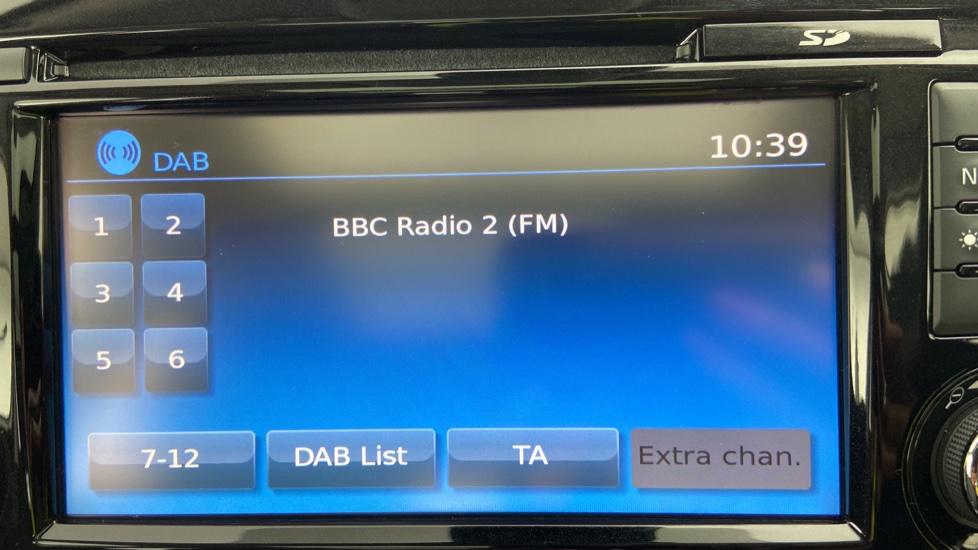 SD
DAB
10:39
1
2
BBC Radio 2 (FM)
3
4
5
6
7-12
DAB List
TA
Extra chan.